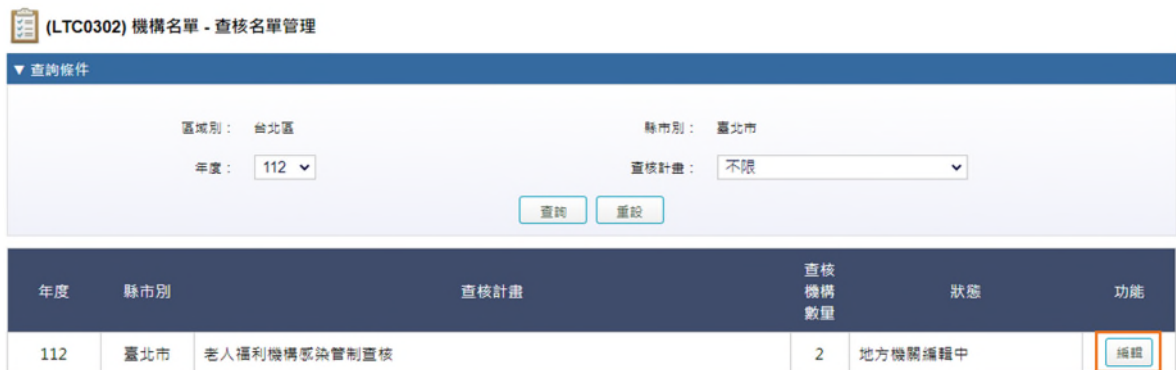 (LTC0302) 機構名單 - 查核名單管理
▼ 查詢條件
區域別： 台北區 縣市別： 臺北市
年度： 112 查核計畫： 不限
查詢 重設
年度 縣市別 查核計畫 查核機構數量 狀態 功能
112 臺北市 老人福利機構感染管制查核 2 地方機關編輯中 編輯